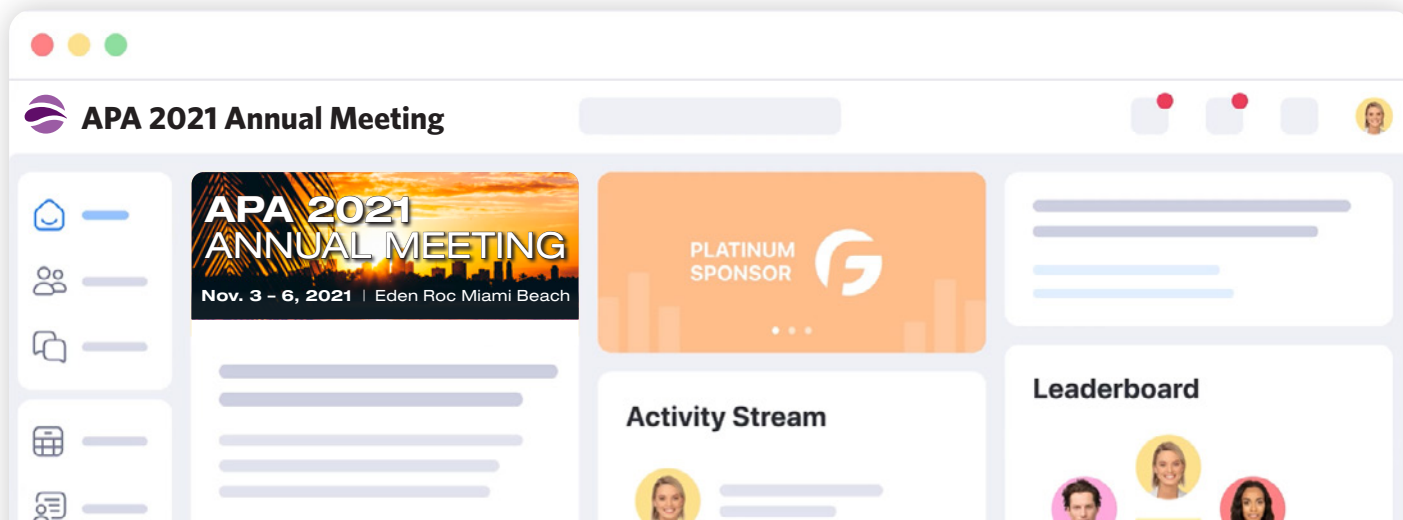 APA 2021 Annual Meeting
APA 2021
ANNUAL MEETING
Nov. 3 - 6, 2021 | Eden Roc Miami Beach
PLATINUM
SPONSOR
Activity Stream
Leaderboard